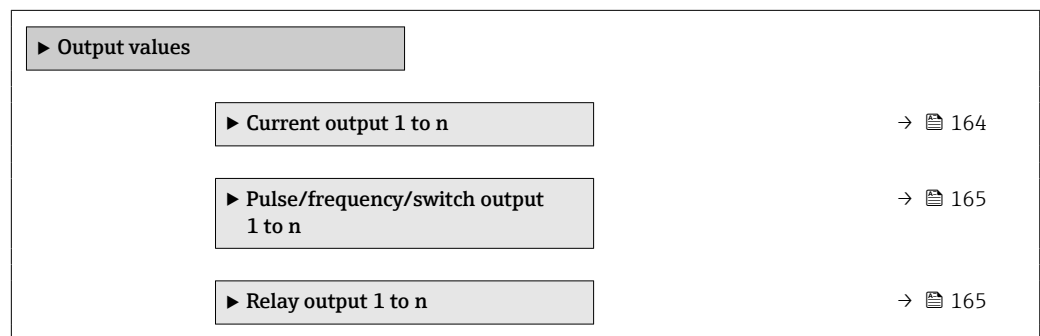 ▶ Output values
▶ Current output 1 to n → 164
▶ Pulse/frequency/switch output → 165
1 to n
▶ Relay output 1 to n → 165